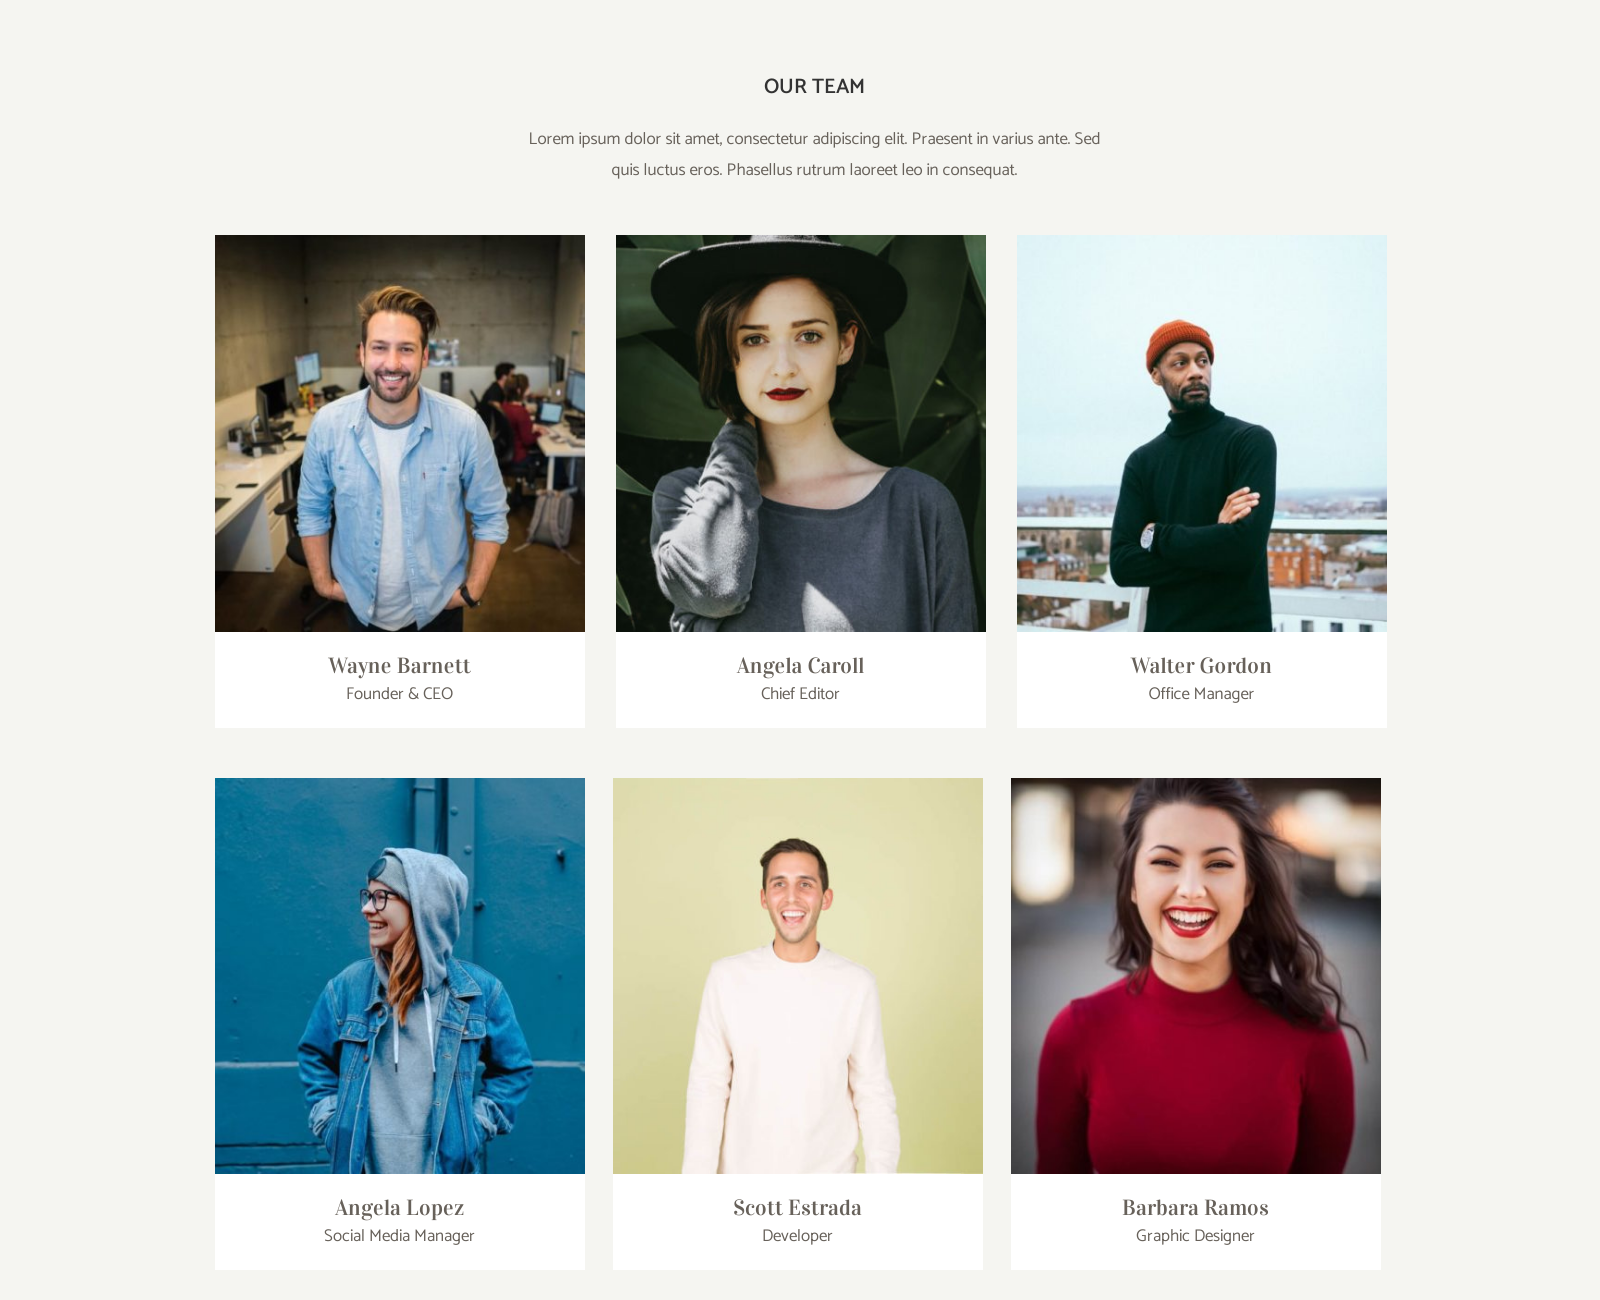 OUR TEAM
Lorem ipsum dolor sit amet, consectetur adipiscing elit. Praesent in varius ante. Sed
quis luctus eros. Phasellus rutrum laoreet leo in consequat.
Wayne Barnett
Founder & CEO
Angela Caroll
Chief Editor
Walter Gordon
Office Manager
Angela Lopez
Social Media Manager
Scott Estrada
Developer
Barbara Ramos
Graphic Designer